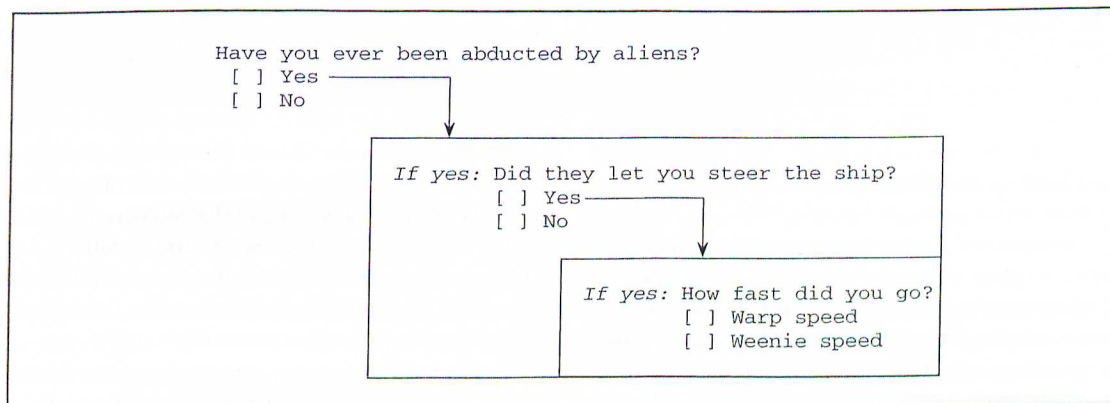 Have you ever been abducted by aliens?
[ ] Yes
[ ] No
If yes: Did they let you steer the ship?
[ ] Yes
[ ] No
If yes: How fast did you go?
[ ] Warp speed
[ ] Weenie speed